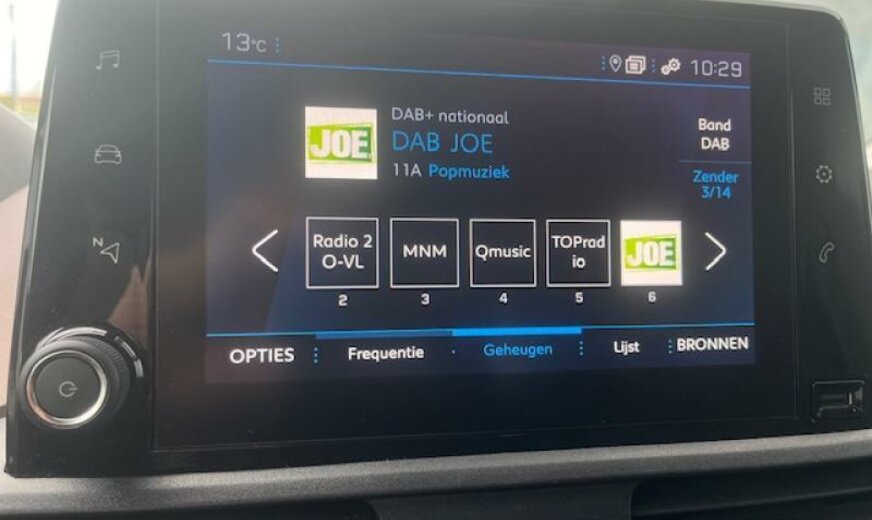 13°C
10:29
JOE
DAB+ nationaal
DAB JOE
11A Popmuziek
Band
DAB
Zender
3/14
Radio 2
O-VL
MNM
Qmusic
TOPrad
io
JOE
2
3
4
5
6
OPTIES
Frequentie
Geheugen
Lijst
BRONNEN
N